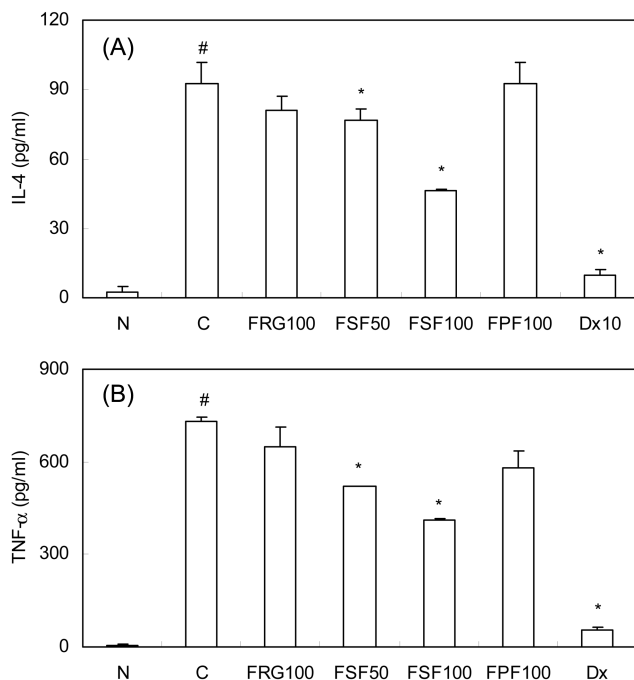 120
(A)
#
90
*
IL-4 (pg/ml)
60
*
30
*
0
N C FRG100 FSF50 FSF100 FPF100 Dx10
900
(B)
#
600
*
*
TNF-α (pg/ml)
300
*
0
N C FRG100 FSF50 FSF100 FPF100 Dx